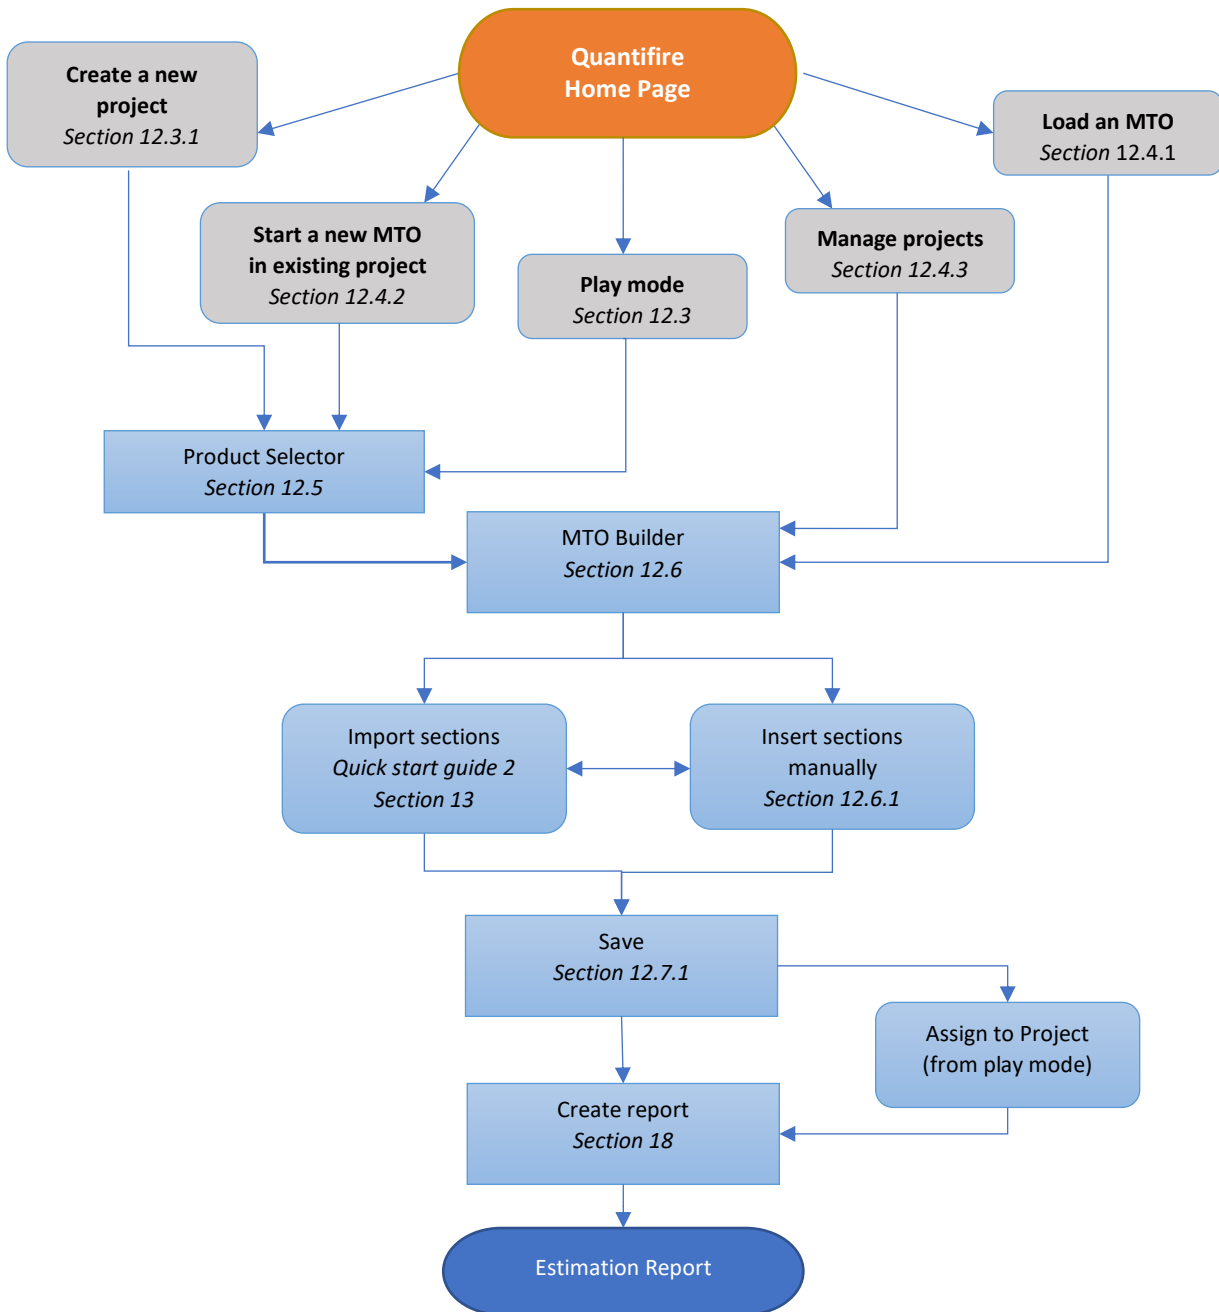 Quantifire
Home Page
Create a new
project
Section 12.3.1
Load an MTO
Section 12.4.1
Start a new MTO
in existing project
Section 12.4.2
Manage projects
Section 12.4.3
Play mode
Section 12.3
Product Selector
Section 12.5
MTO Builder
Section 12.6
Import sections
Quick start guide 2
Section 13
Insert sections
manually
Section 12.6.1
Save
Section 12.7.1
Assign to Project
(from play mode)
Create report
Section 18
Estimation Report